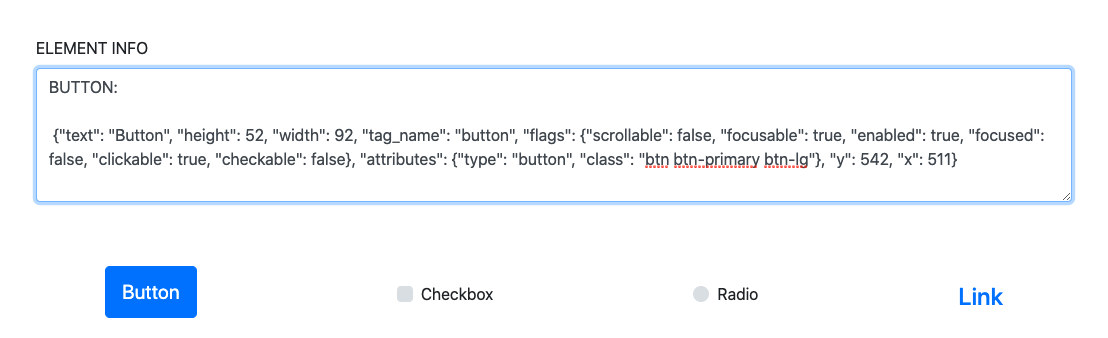 ELEMENT INFO
BUTTON:
{"text": "Button", "height": 52, "width": 92, "tag_name": "button", "flags": {"scrollable": false, "focusable": true, "enabled": true, "focused":
false, "clickable": true, "checkable": false}, "attributes": {"type": "button", "class": "btn btn-primary btn-lg"}, "y": 542, "x": 511}
Button Checkbox Radio Link